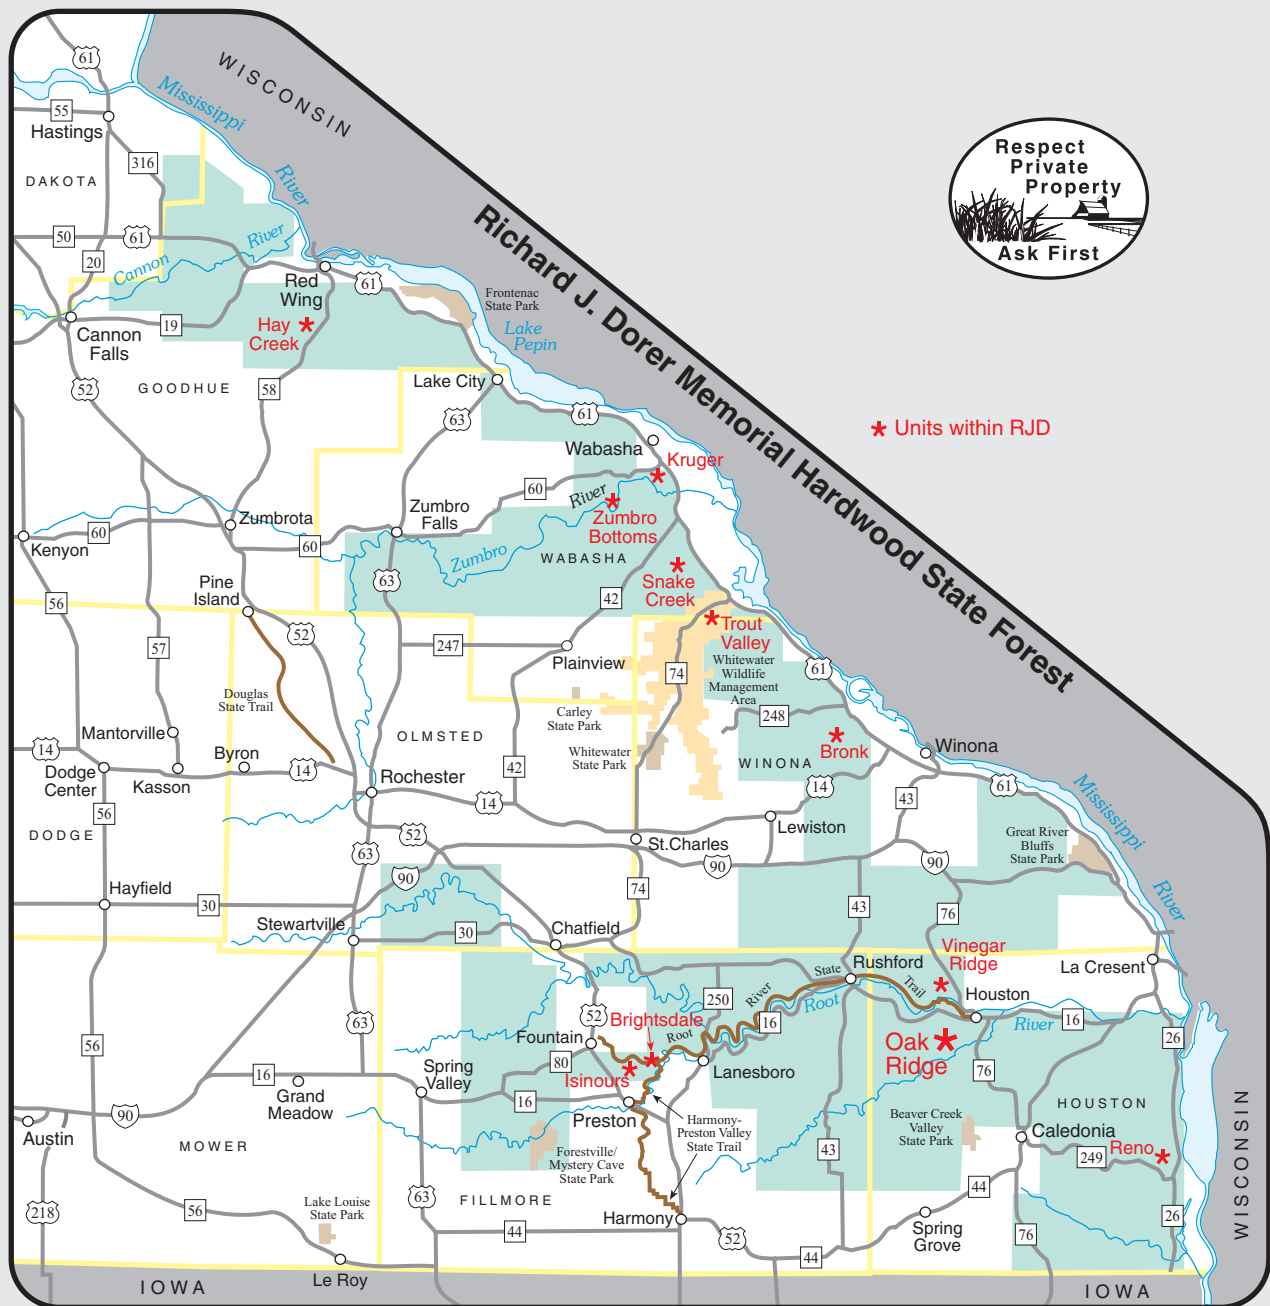 WISCONSIN
Mississippi
River
61
55
Hastings
316
DAKOTA
50
61
20
Cannon
River
Red
Wing
61
Frontenac
State Park
Lake
Pepin
Hay
Creek
19
Cannon
Falls
52
GOODHUE
58
Richard J. Dorer Memorial Hardwood State Forest
Respect
Private
Property
Ask First
* Units within RJD
Lake City
63
61
Wabasha
Kruger
60
River
Zumbro
Bottoms
Zumbro
Falls
Zumbrota
60
60
Kenyon
Zumbro
WABASHA
Pine
Island
63
Snake
Creek
42
56
52
57
247
Plainview
Trout
Valley
74
Whitewater
Wildlife
Management
Area
61
Douglas
State Trail
Carley
State Park
248
Mantorville
OLMSTED
Whitewater
State Park
Bronk
Winona
14
Byron
14
Dodge
Center
Kasson
Rochester
42
WINONA
14
61
Mississippi
River
14
43
56
DODGE
52
Lewiston
Great River
Bluffs
State Park
63
St.Charles
90
90
90
Hayfield
30
74
43
76
Stewartville
30
Chatfield
Vinegar
Ridge
La Cresent
Rushford
State
Trail
Houston
250
River
Root
16
Root
River
16
26
52
Brightsdale
63
Fountain
Oak
Ridge
56
80
Isinours
Lanesboro
76
16
Grand
Meadow
Spring
Valley
16
Preston
HOUSTON
90
Austin
MOWER
Harmony-
Preston Valley
State Trail
Beaver Creek
Valley
State Park
Caledonia
Reno
249
43
Forestville/
Mystery Cave
State Park
WISCONSIN
44
218
56
Lake Louise
State Park
63
FILLMORE
Harmony
44
52
Spring
Grove
76
26
44
Le Roy
IOWA
IOWA